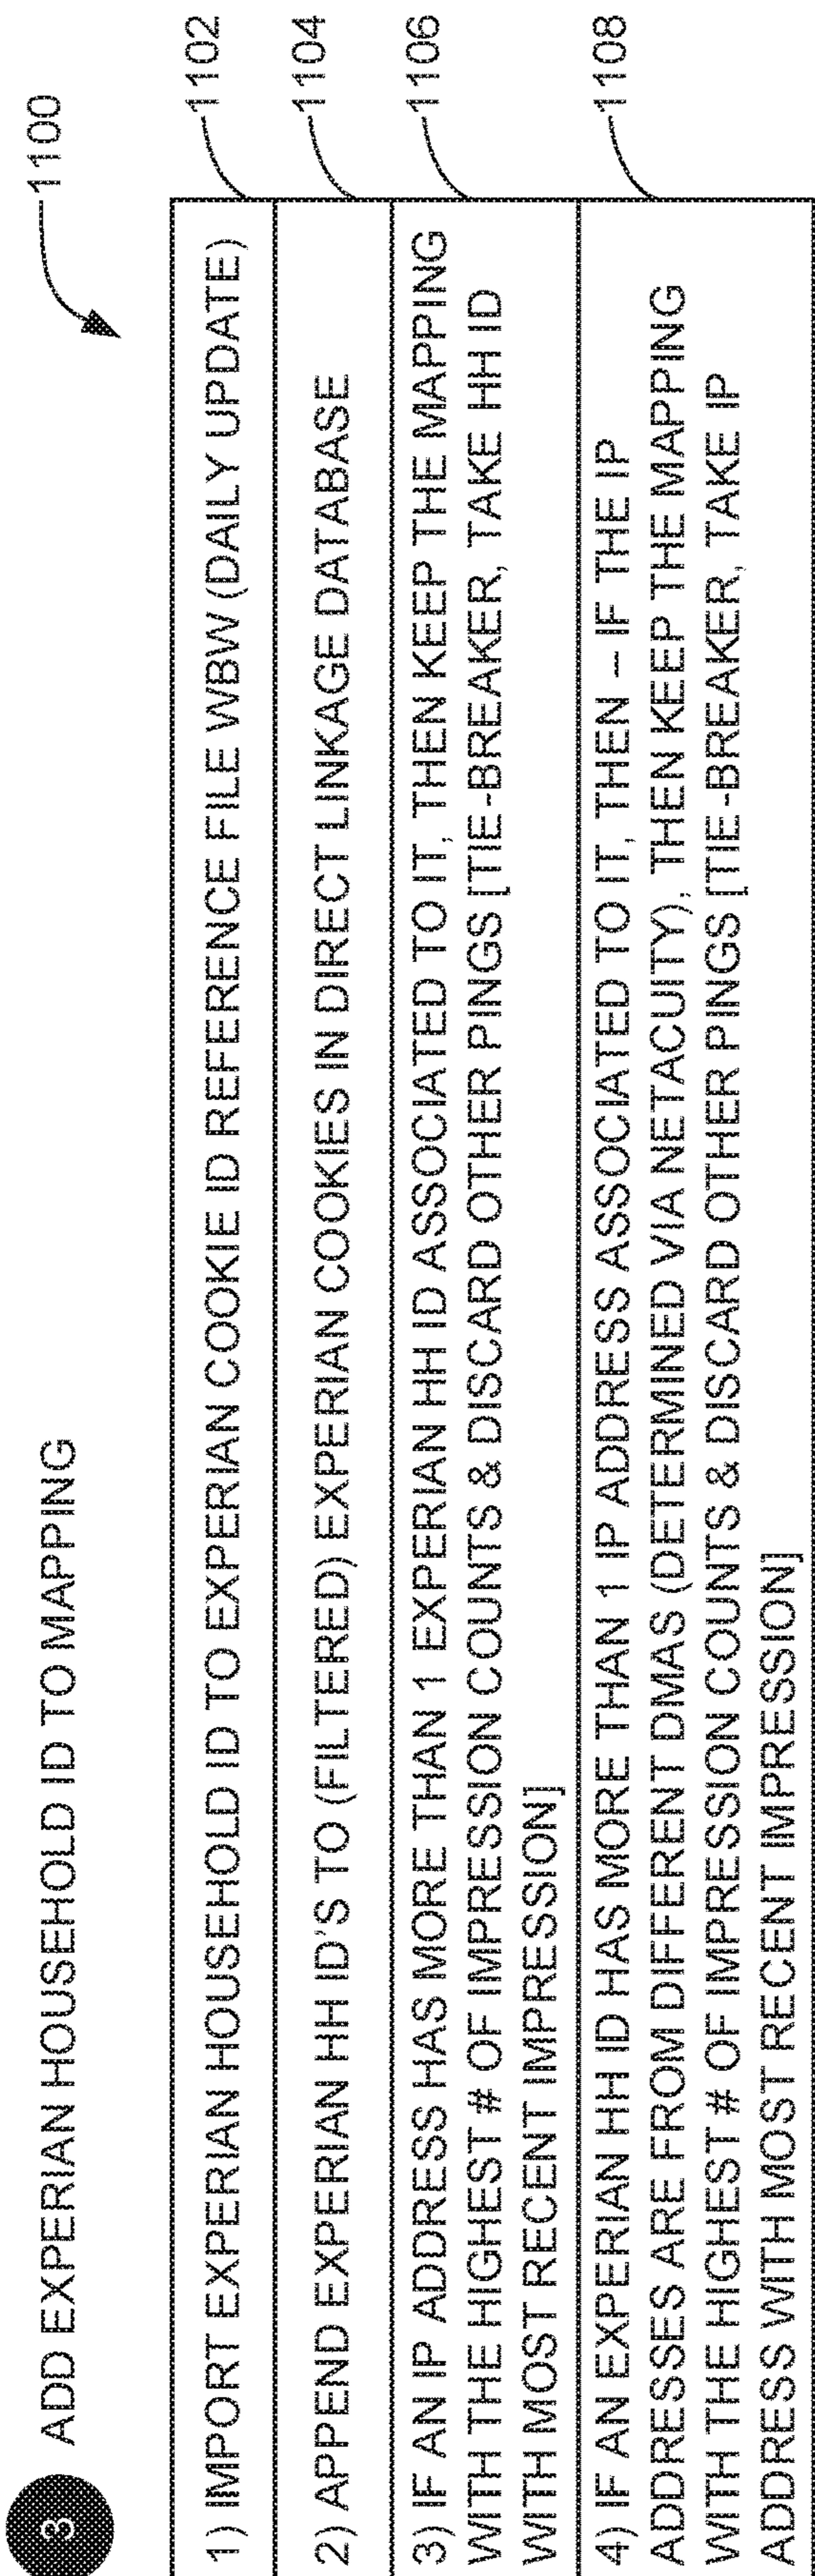 1100
3 ADD EXPERIAN HOUSEHOLD ID TO MAPPING
1) IMPORT EXPERIAN HOUSEHOLD ID TO EXPERIAN COOKIE ID REFERENCE FILE WBW (DAILY UPDATE)
1102
2) APPEND EXPERIAN HH ID'S TO (FILTERED) EXPERIAN COOKIES IN DIRECT LINKAGE DATABASE
1104
3) IF AN IP ADDRESS HAS MORE THAN 1 EXPERIAN HH ID ASSOCIATED TO IT, THEN KEEP THE MAPPING
WITH THE HIGHEST # OF IMPRESSION COUNTS & DISCARD OTHER PINGS [TIE-BREAKER, TAKE HH ID
WITH MOST RECENT IMPRESSION]
1106
4) IF AN EXPERIAN HH ID HAS MORE THAN 1 IP ADDRESS ASSOCIATED TO IT, THEN – IF THE IP
ADDRESSES ARE FROM DIFFERENT DMAS (DETERMINED VIA NETACUITY), THEN KEEP THE MAPPING
WITH THE HIGHEST # OF IMPRESSION COUNTS & DISCARD OTHER PINGS [TIE-BREAKER, TAKE IP
ADDRESS WITH MOST RECENT IMPRESSION]
1108